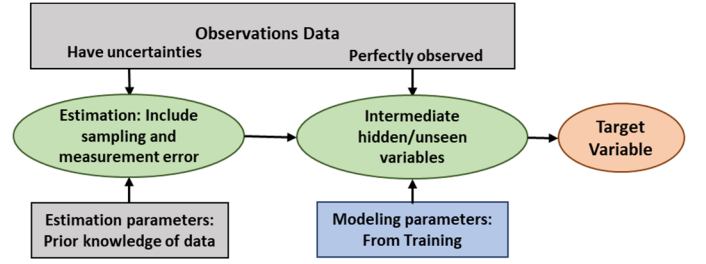 Observations Data
Have uncertainties
Perfectly observed
Estimation: Include
sampling and
measurement error
Intermediate
hidden/unseen
variables
Target
Variable
Estimation parameters:
Prior knowledge of data
Modeling parameters:
From Training